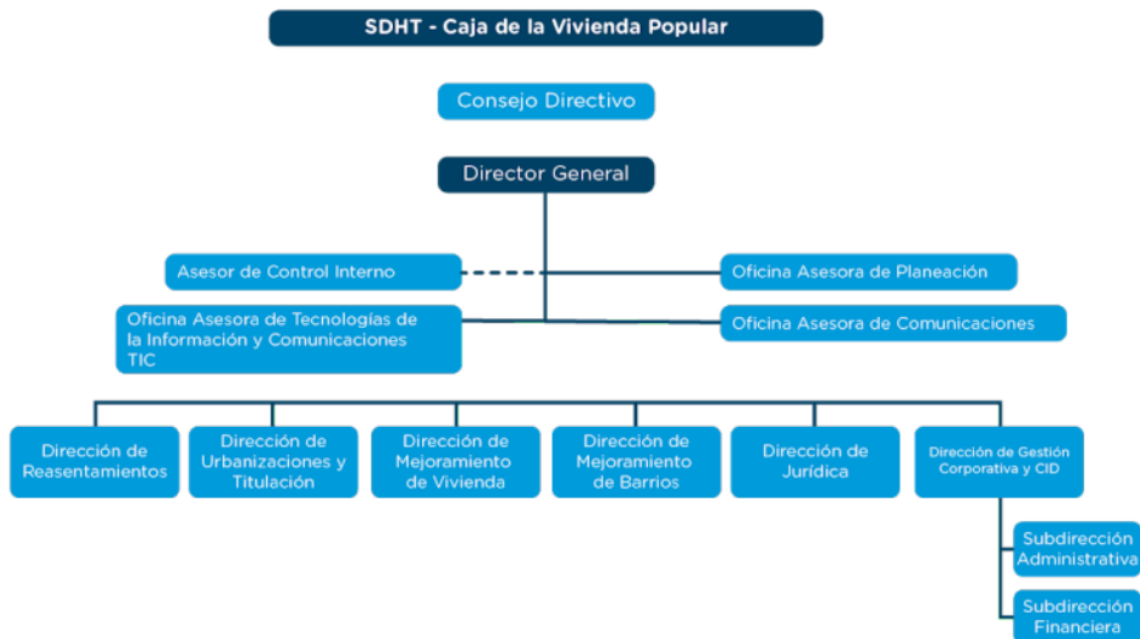 SDHT - Caja de la Vivienda Popular
Consejo Directivo
Director General
Asesor de Control Interno
Oficina Asesora de Planeación
Oficina Asesora de Tecnologías de
la Información y Comunicaciones
TIC
Oficina Asesora de Comunicaciones
Dirección de
Reasentamientos
Dirección de
Urbanizaciones y
Titulación
Dirección de
Mejoramiento
de Vivienda
Dirección de
Mejoramiento
de Barrios
Dirección de
Jurídica
Dirección de Gestión
Corporativa y CID
Subdirección
Administrativa
Subdirección
Financiera